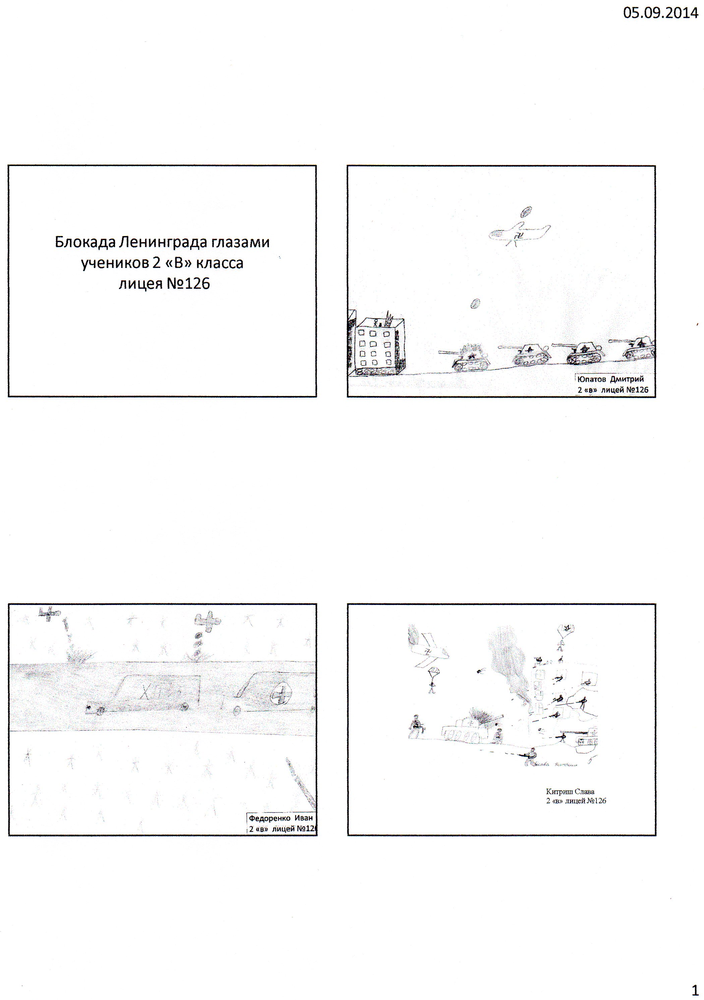 05.09.2014
Блокада Ленинграда глазами
учеников 2 «В» класса
лицея №126
Юпатов Дмитрий
2 «в» лицей №126
Федоренко Иван
2 «в» лицей №126
Китриш Слава
2 «в» лицей №126
1